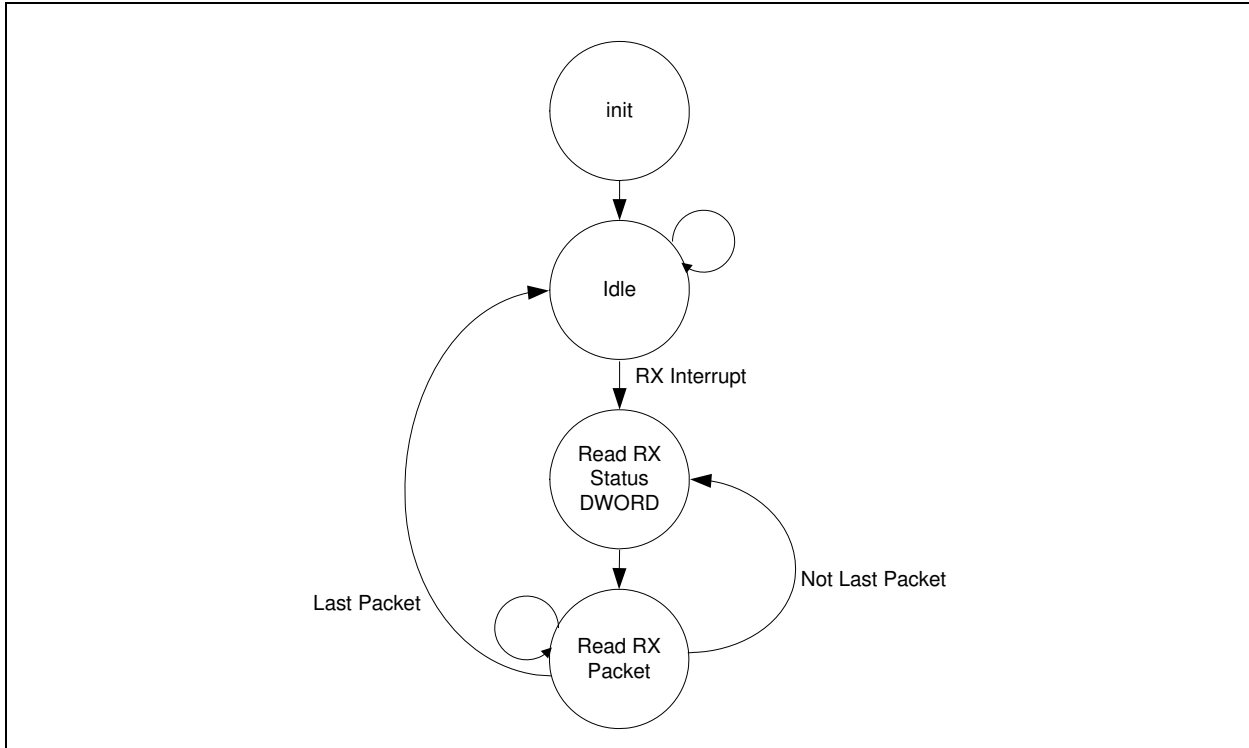 init
Idle
RX Interrupt
Read RX
Status
DWORD
Not Last Packet
Last Packet
Read RX
Packet